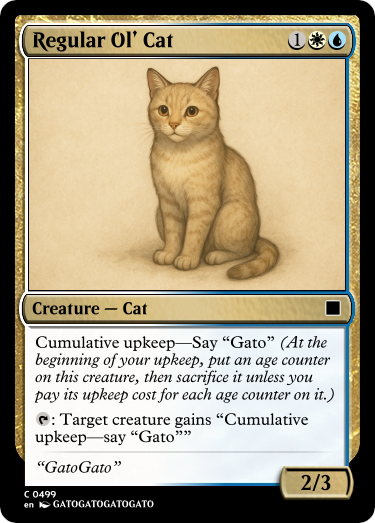 Regular Ol' Cat 1
Creature — Cat
Cumulative upkeep—Say “Gato” (At the
beginning of your upkeep, put an age counter
on this creature, then sacrifice it unless you
pay its upkeep cost for each age counter on it.)
: Target creature gains “Cumulative
upkeep—say “Gato””
“GatoGato”
2/3
C 0499
en GATOGATOGATOGATO